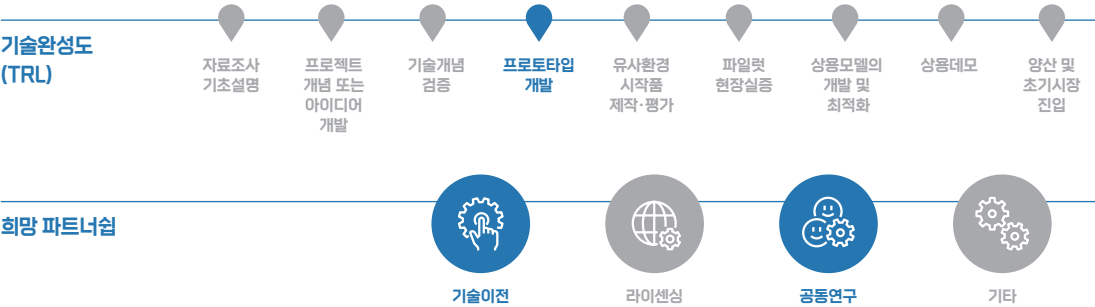 기술완성도
(TRL)
자료조사
기초설명
프로젝트
개념 또는
아이디어
개발
기술개념
검증
프로토타입
개발
유사환경
시작품
제작·평가
파일럿
현장실증
상용모델의
개발 및
최적화
상용데모
양산 및
초기시장
진입
희망 파트너쉽
기술이전
라이센싱
공동연구
기타